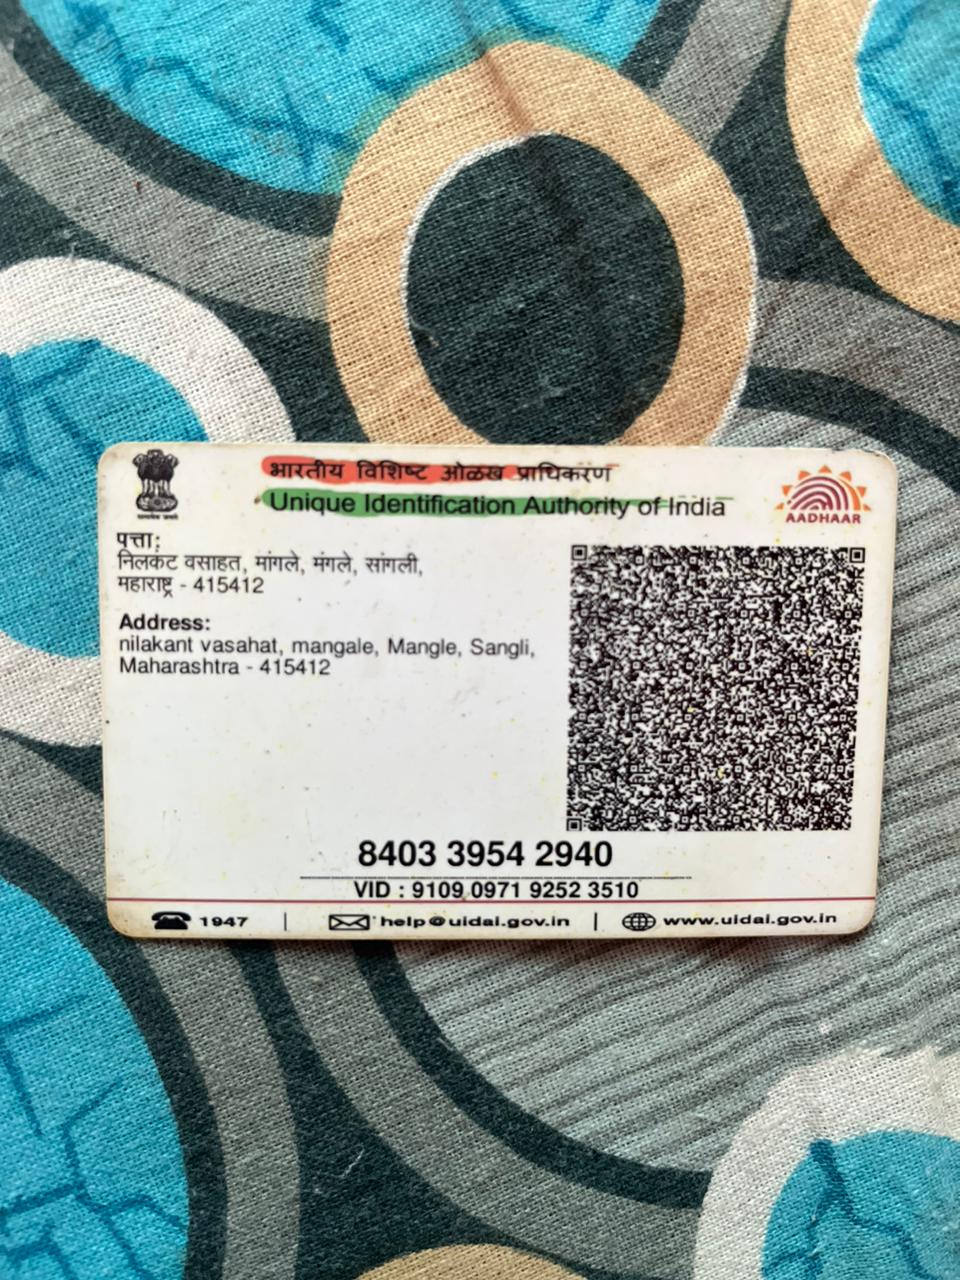 भारतीय विशिष्ट ओळख प्राधिकरण
Unique Identification Authority of India
AADHAAR
पत्ता:
निलकंट वसाहत, मांगले, मंगले, सांगली,
महाराष्ट्र - 415412
Address:
nilakant vasahat, mangale, Mangle, Sangli,
Maharashtra - 415412
8403 3954 2940
VID : 9109 0971 9252 3510
1947 | help@uidai.gov.in | www.uidai.gov.in